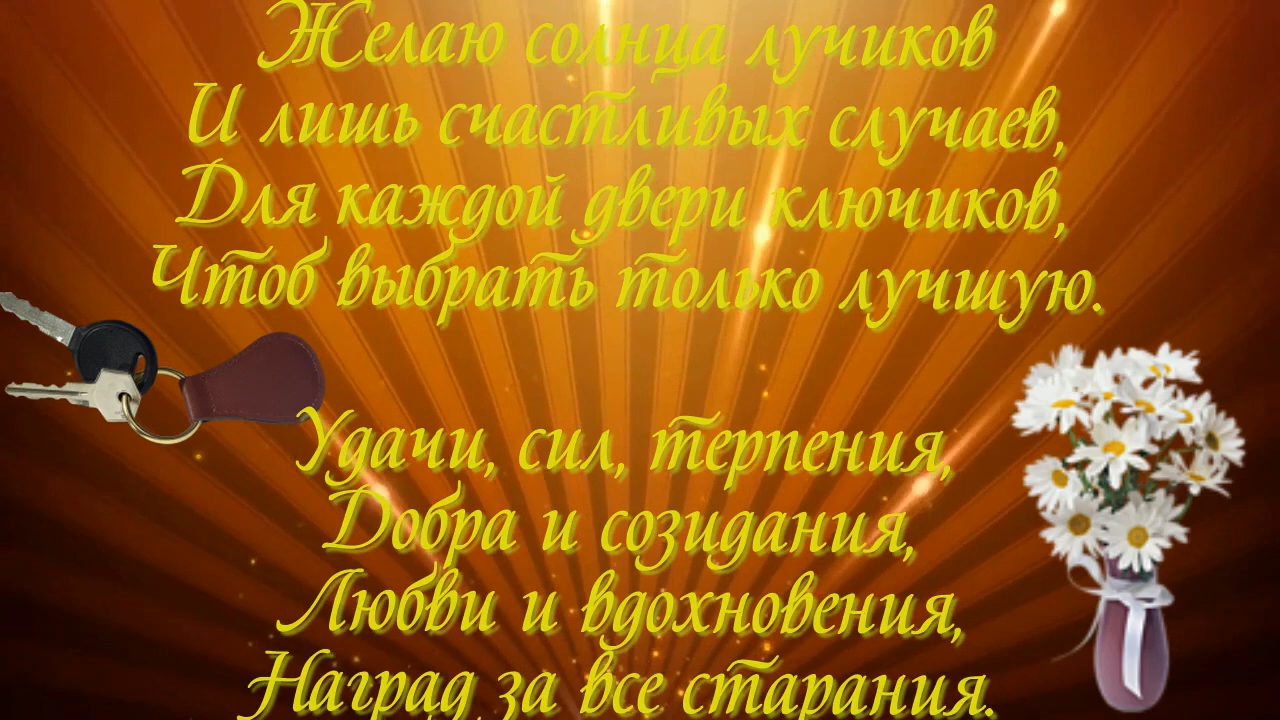 Желаю солнца лучиков
И лишь счастливых случаев,
Для каждой двери ключиков,
Чтоб выбрать только лучшую.
Удачи, сил, терпения,
Добра и созидания,
Любви и вдохновения,
Наград за все старания.